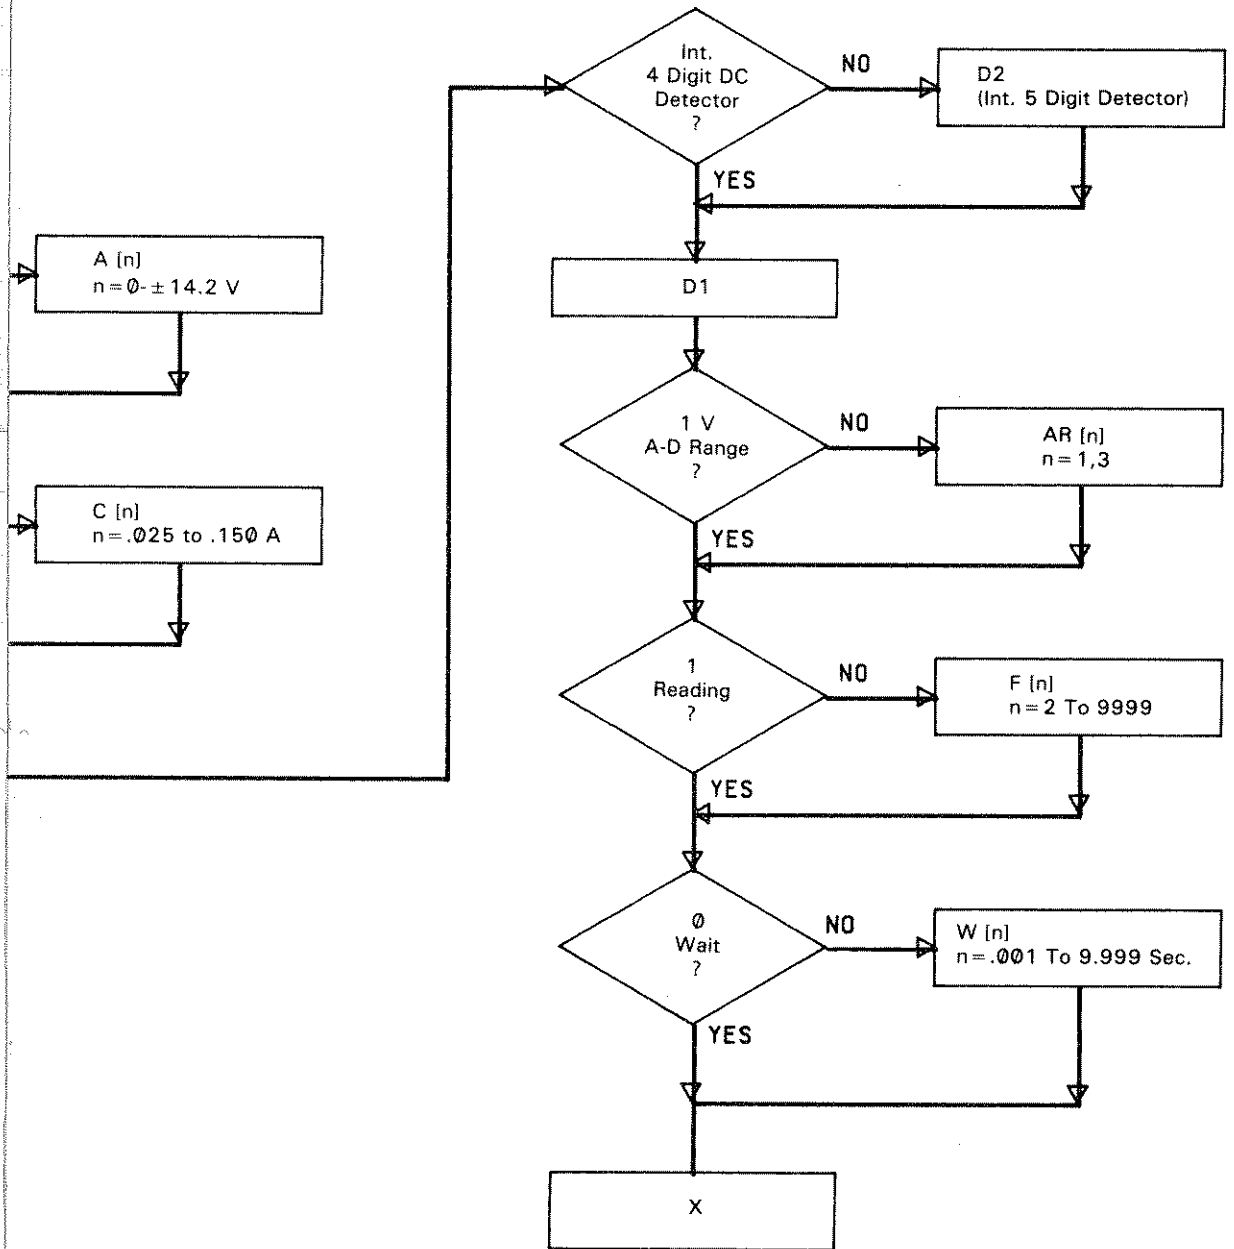 A [n]
n=0-±14.2 V
C [n]
n=.025 to .150 A
Int.
4 Digit DC
Detector
?
NO
D2
(Int. 5 Digit Detector)
YES
D1
1 V
A-D Range
?
NO
AR [n]
n=1,3
YES
1
Reading
?
NO
F [n]
n=2 To 9999
YES
0
Wait
?
NO
W [n]
n=.001 To 9.999 Sec.
YES
X